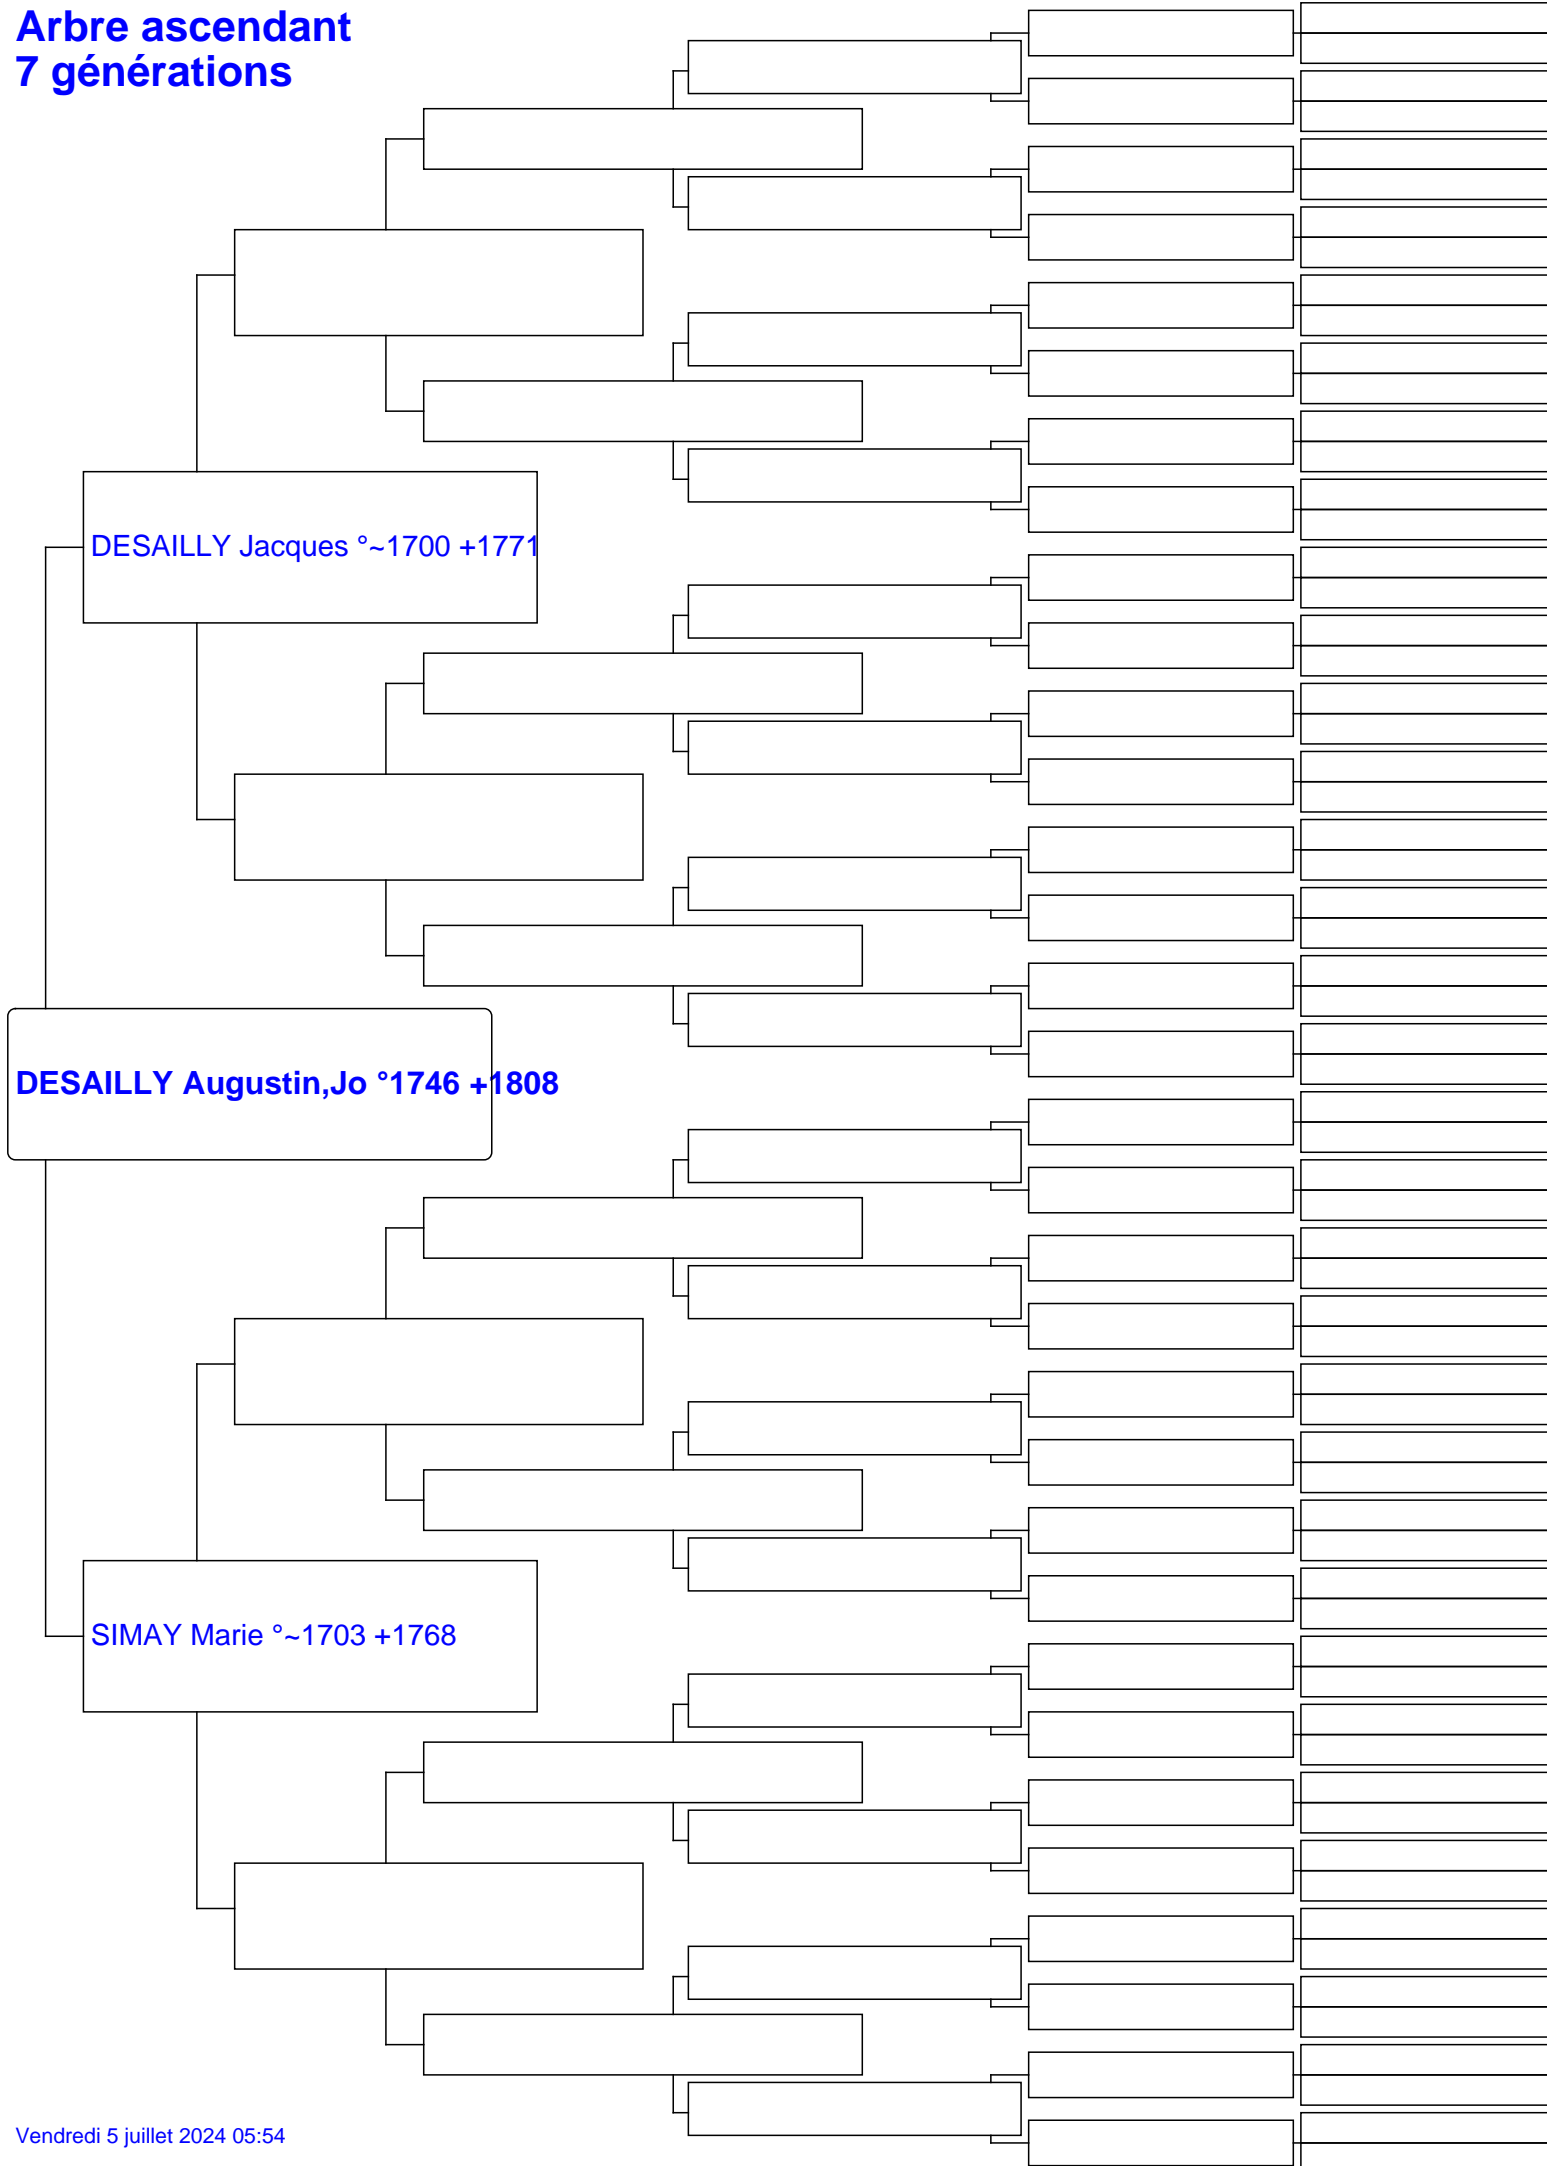 Arbre ascendant
7 générations
DESAILLY Jacques °~1700 +1771
DESAILLY Augustin,Jo °1746 +1808
SIMAY Marie °~1703 +1768
Vendredi 5 juillet 2024 05:54